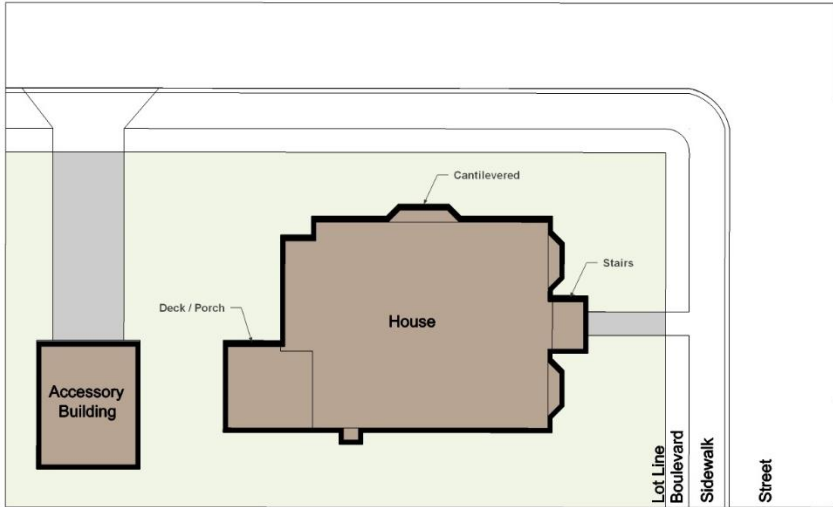 Cantilevered
Stairs
Deck / Porch
House
Accessory
Building
Lot Line
Boulevard
Sidewalk
Street